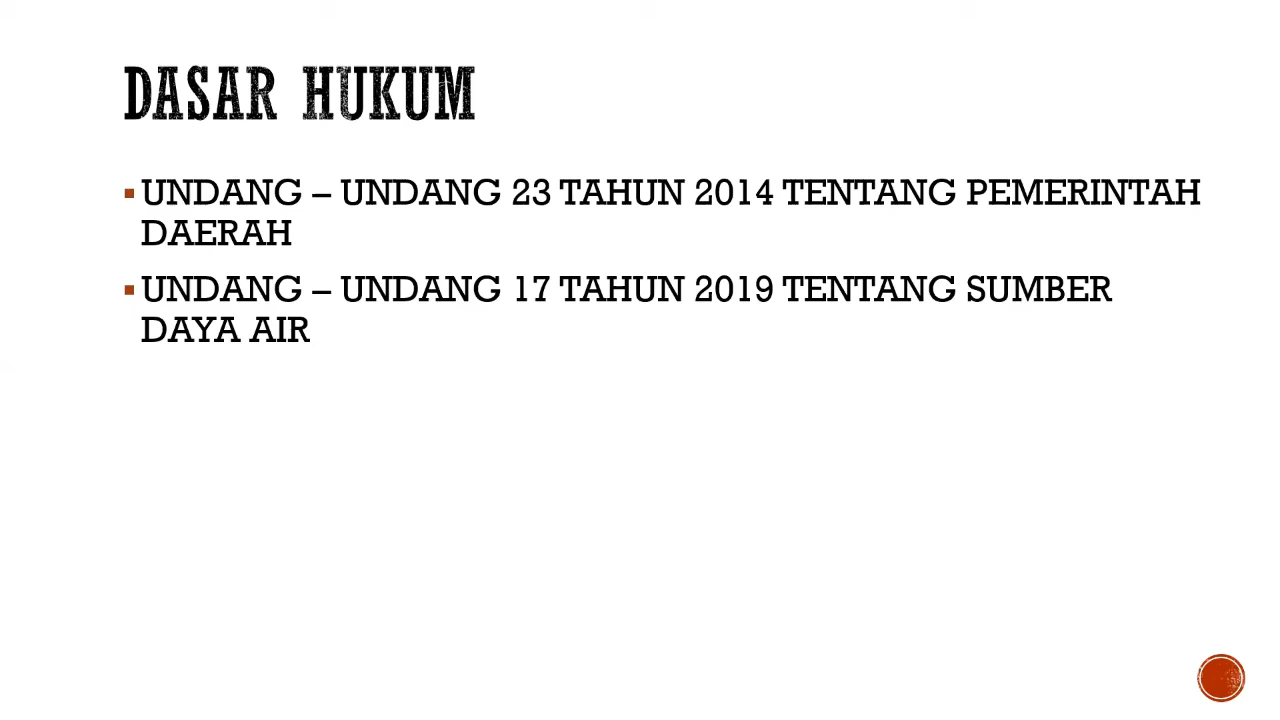 DASAR HUKUM
UNDANG – UNDANG 23 TAHUN 2014 TENTANG PEMERINTAH
DAERAH
UNDANG – UNDANG 17 TAHUN 2019 TENTANG SUMBER
DAYA AIR